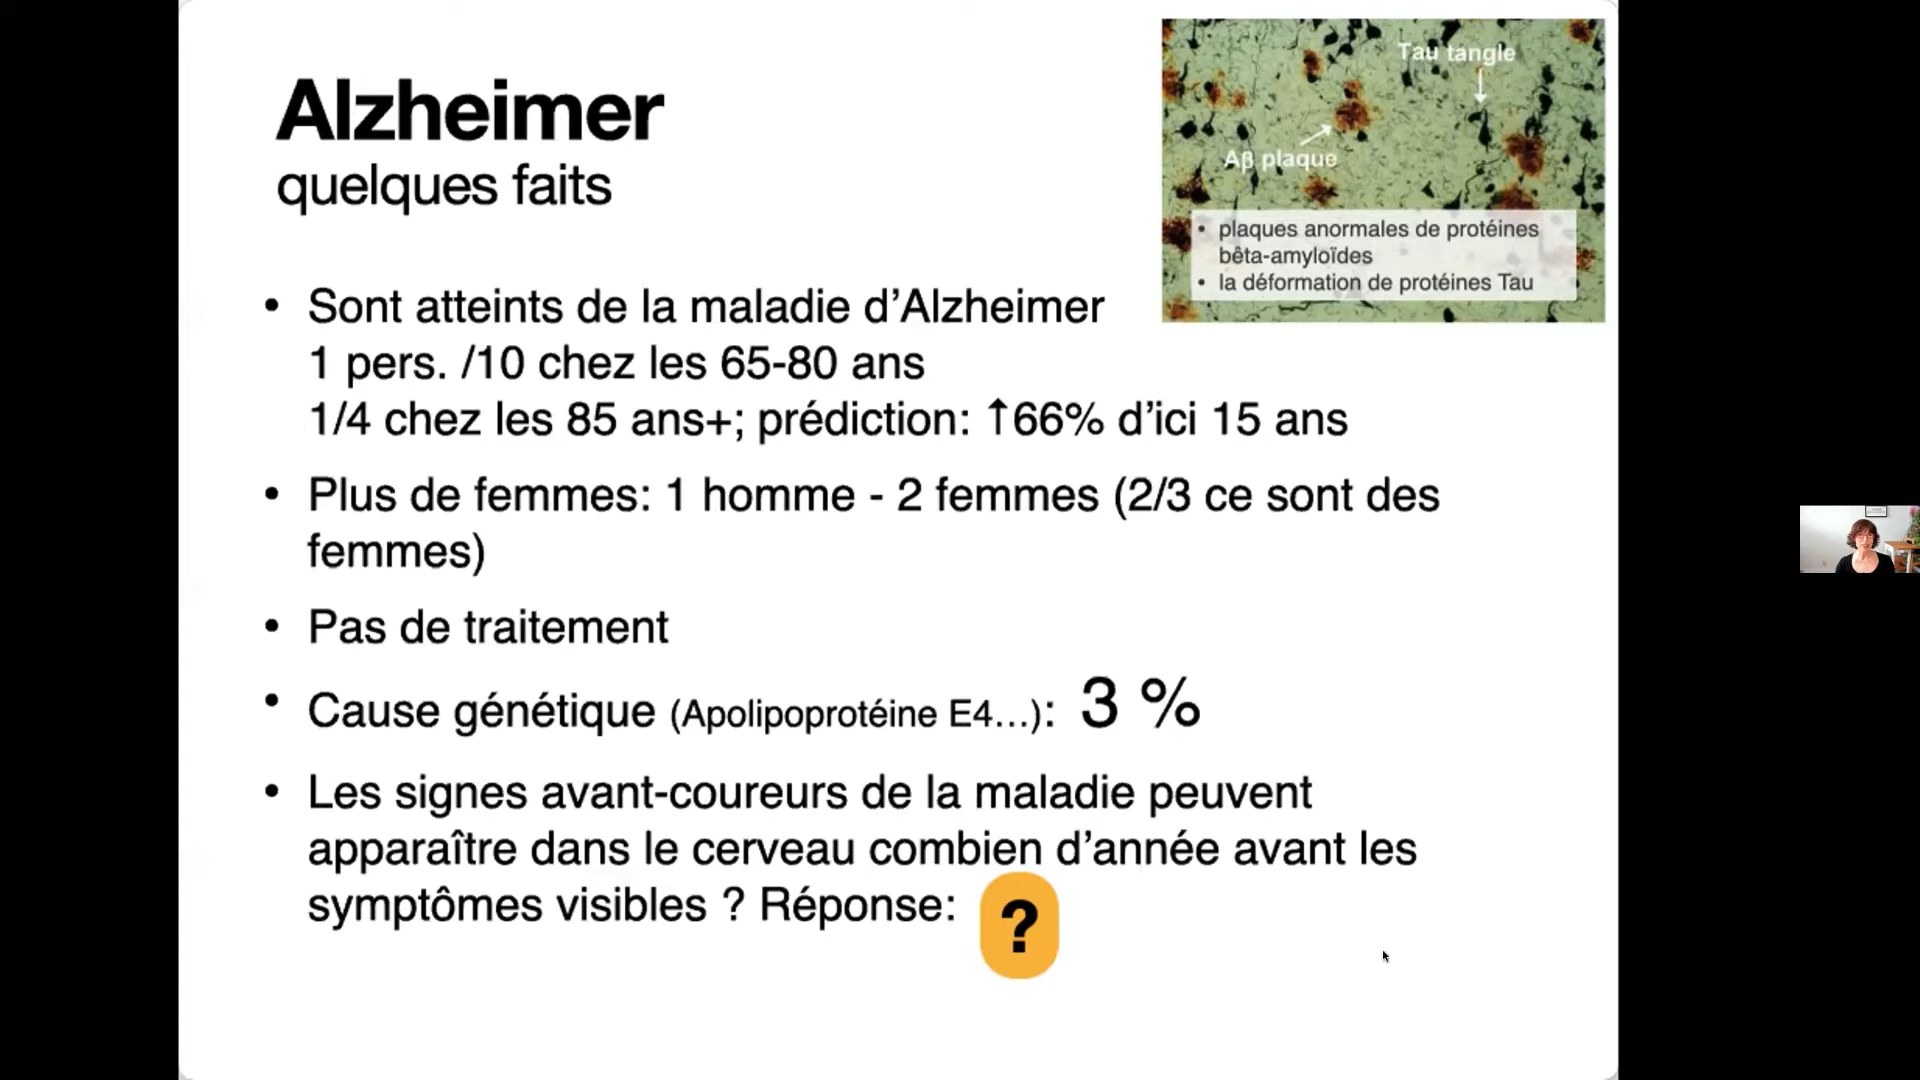 Alzheimer
quelques faits
Tau tangle
Aβ plaque
• plaques anormales de protéines
bêta-amyloïdes
• la déformation de protéines Tau
• Sont atteints de la maladie d’Alzheimer
1 pers. /10 chez les 65-80 ans
1/4 chez les 85 ans+; prédiction: ↑66% d’ici 15 ans
• Plus de femmes: 1 homme - 2 femmes (2/3 ce sont des
femmes)
• Pas de traitement
• Cause génétique (Apolipoprotéine E4...): 3 %
• Les signes avant-coureurs de la maladie peuvent
apparaître dans le cerveau combien d’année avant les
symptômes visibles ? Réponse: ?